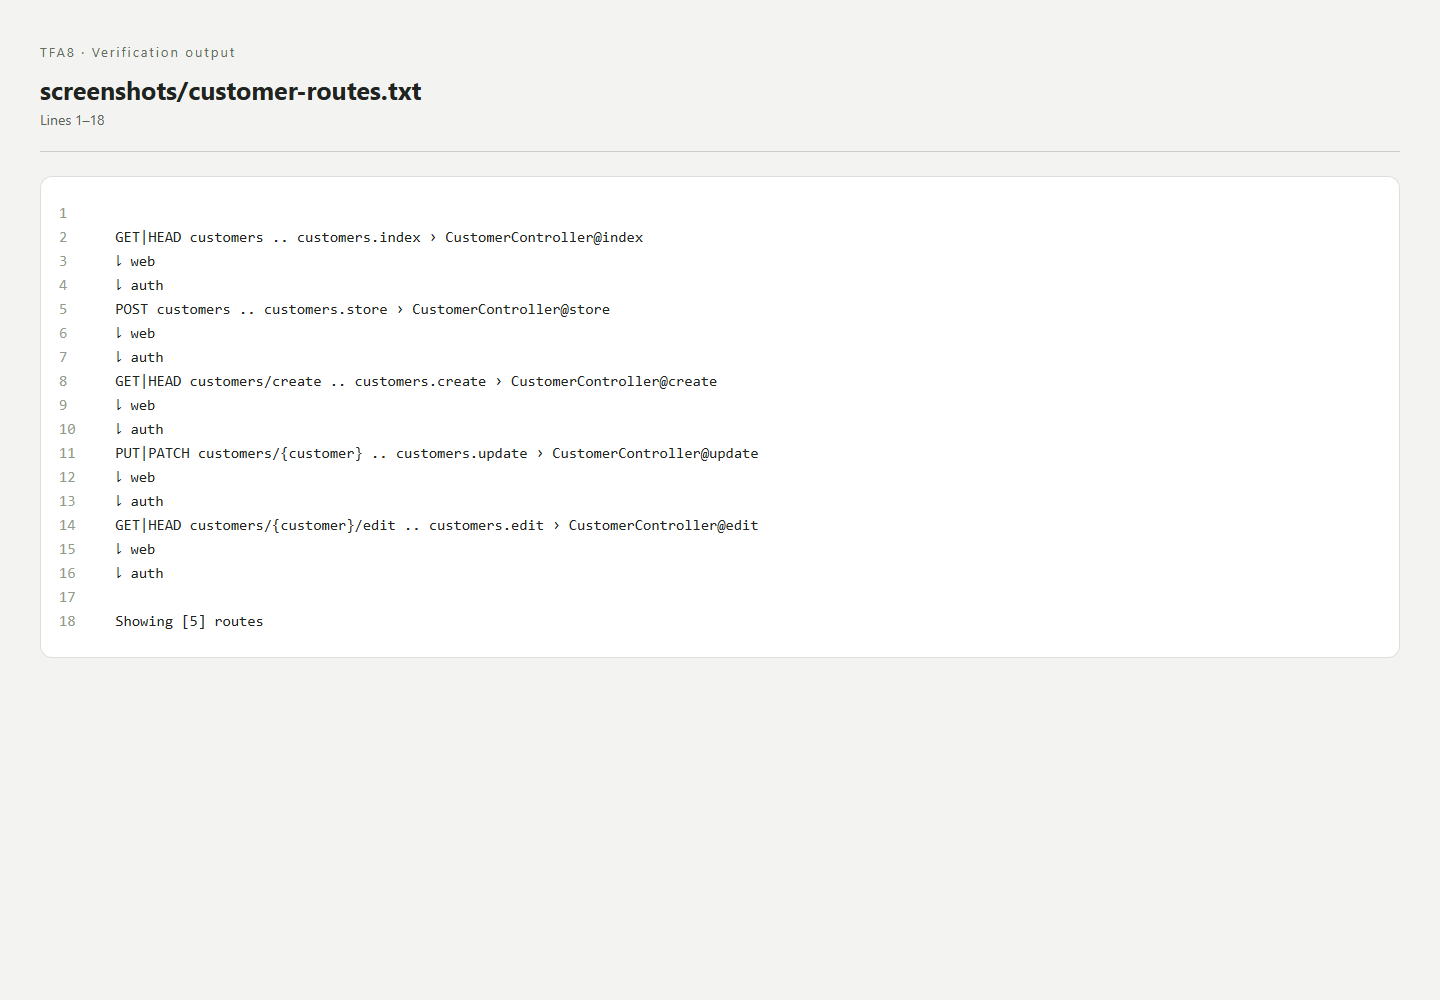 TFA8 · Verification output
screenshots/customer-routes.txt
Lines 1–18
1
2 GET|HEAD customers .. customers.index › CustomerController@index
3 ⇂ web
4 ⇂ auth
5 POST customers .. customers.store › CustomerController@store
6 ⇂ web
7 ⇂ auth
8 GET|HEAD customers/create .. customers.create › CustomerController@create
9 ⇂ web
10 ⇂ auth
11 PUT|PATCH customers/{customer} .. customers.update › CustomerController@update
12 ⇂ web
13 ⇂ auth
14 GET|HEAD customers/{customer}/edit .. customers.edit › CustomerController@edit
15 ⇂ web
16 ⇂ auth
17
18 Showing [5] routes